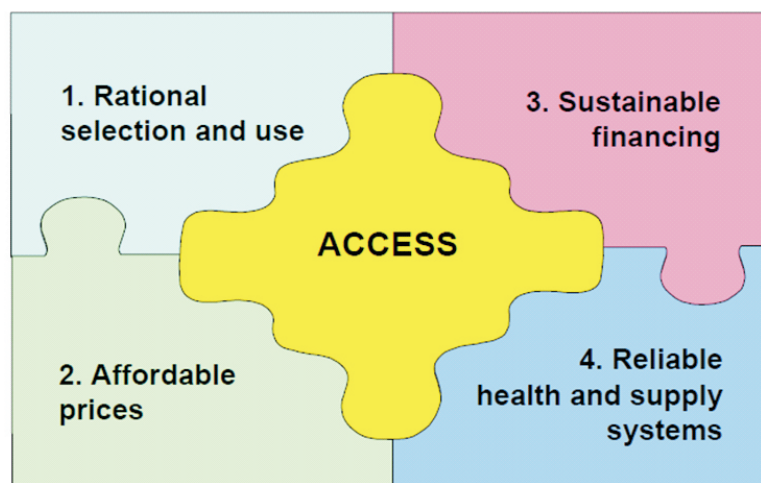 1. Rational
selection and use
3. Sustainable
financing
ACCESS
2. Affordable
prices
4. Reliable
health and supply
systems